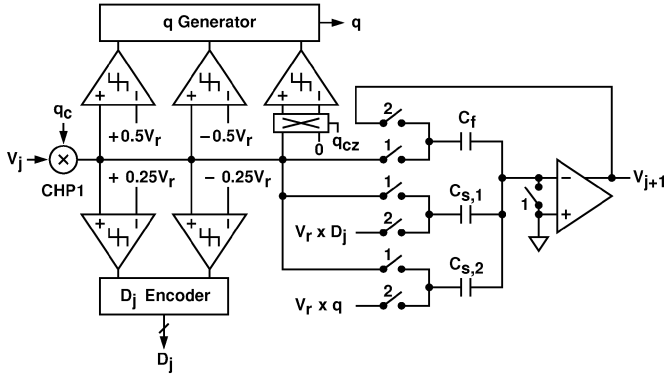 q Generator
q
+ −
+ −
+ −
q_c
+0.5V_r
−0.5V_r
0
q_cz
V_j
×
CHP1
+ 0.25V_r
− 0.25V_r
+ −
+ −
D_j Encoder
D_j
2
1
C_f
1
V_r x D_j
2
C_s,1
1
V_r x q
2
C_s,2
1
−
+
V_j+1